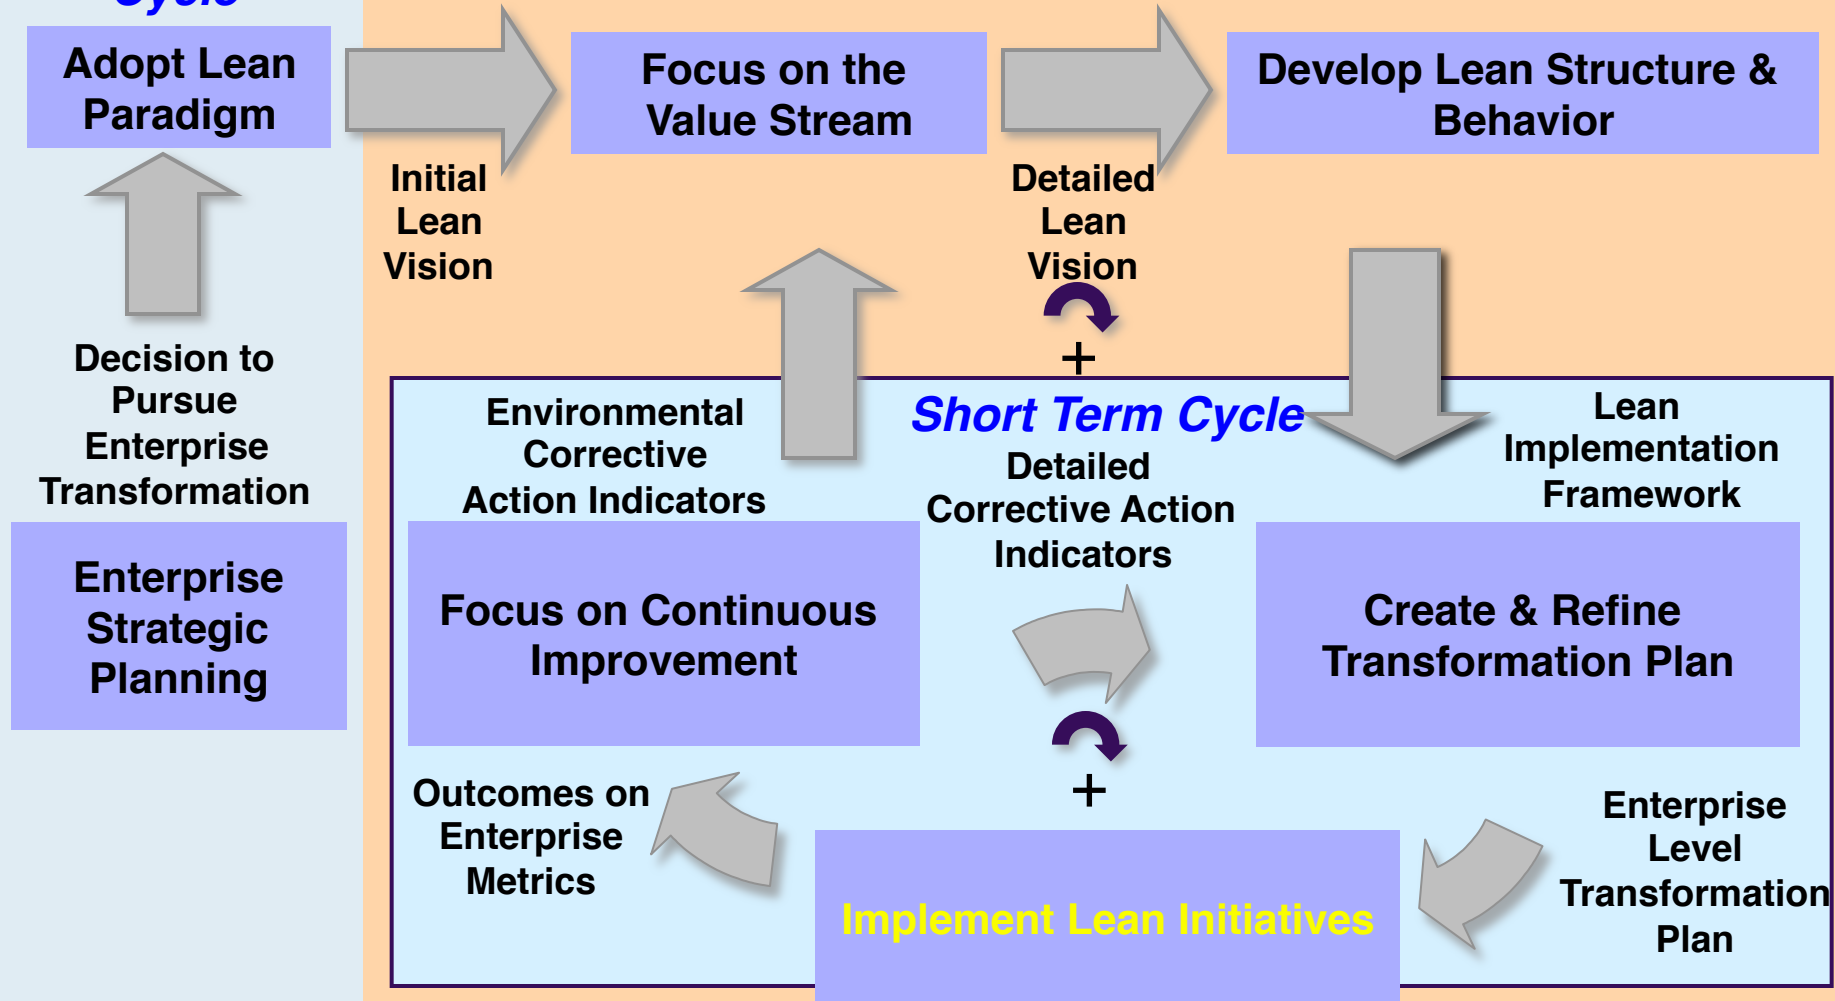 Cycle
Adopt Lean
Paradigm
Focus on the
Value Stream
Develop Lean Structure &
Behavior
Initial
Lean
Vision
Detailed
Lean
Vision
+
Decision to
Pursue
Enterprise
Transformation
Environmental
Corrective
Action Indicators
Short Term Cycle
Detailed
Corrective Action
Indicators
Lean
Implementation
Framework
Enterprise
Strategic
Planning
Focus on Continuous
Improvement
Create & Refine
Transformation Plan
+
Outcomes on
Enterprise
Metrics
Implement Lean Initiatives
Enterprise
Level
Transformation
Plan